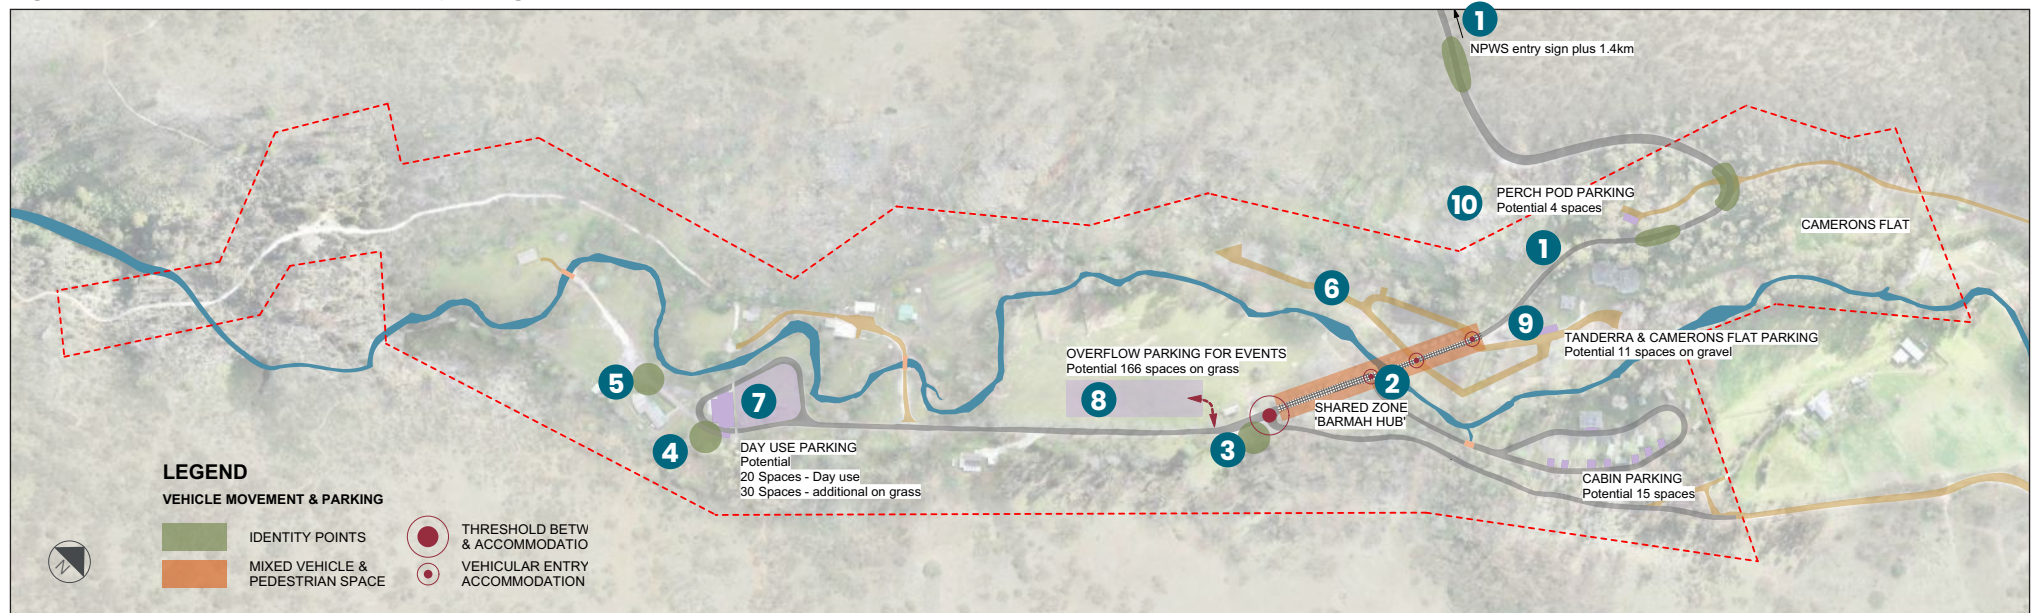 1
NPWS entry sign plus 1.4km
10
PERCH POD PARKING
Potential 4 spaces
CAMERONS FLAT
1
6
9
TANDERRA & CAMERONS FLAT PARKING
Potential 11 spaces on gravel
OVERFLOW PARKING FOR EVENTS
Potential 166 spaces on grass
8
2
SHARED ZONE
'BARMAH HUB'
5
7
4
3
DAY USE PARKING
Potential
20 Spaces - Day use
30 Spaces - additional on grass
CABIN PARKING
Potential 15 spaces
LEGEND
VEHICLE MOVEMENT & PARKING
IDENTITY POINTS
MIXED VEHICLE &
PEDESTRIAN SPACE
THRESHOLD BETW
& ACCOMMODATIO
VEHICULAR ENTRY
ACCOMMODATION
N